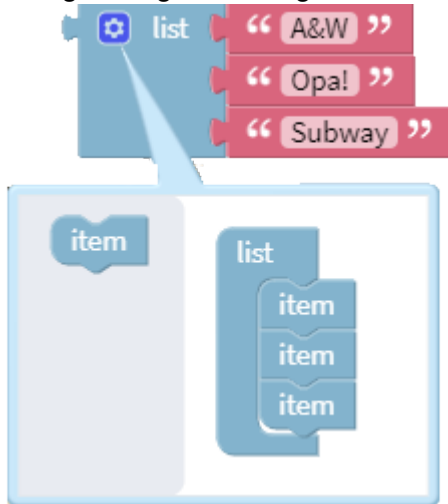 list “ A&W ”
“ Opa! ”
“ Subway ”
item
list
item
item
item